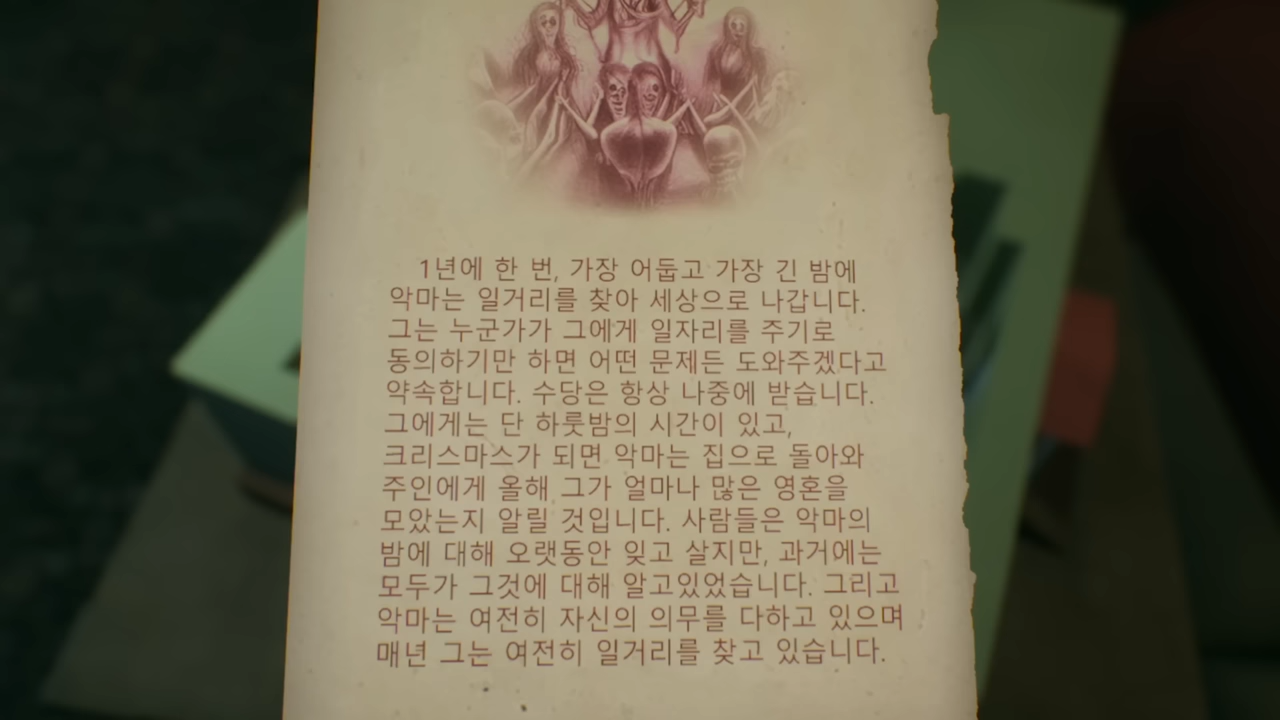 1년에 한 번, 가장 어둡고 가장 긴 밤에
악마는 일거리를 찾아 세상으로 나갑니다.
그는 누군가가 그에게 일자리를 주기로
동의하기만 하면 어떤 문제든 도와주겠다고
약속합니다. 수당은 항상 나중에 받습니다.
그에게는 단 하룻밤의 시간이 있고,
크리스마스가 되면 악마는 집으로 돌아와
주인에게 올해 그가 얼마나 많은 영혼을
모았는지 알릴 것입니다. 사람들은 악마의
밤에 대해 오랫동안 잊고 살지만, 과거에는
모두가 그것에 대해 알고있었습니다. 그리고
악마는 여전히 자신의 의무를 다하고 있으며
매년 그는 여전히 일거리를 찾고 있습니다.